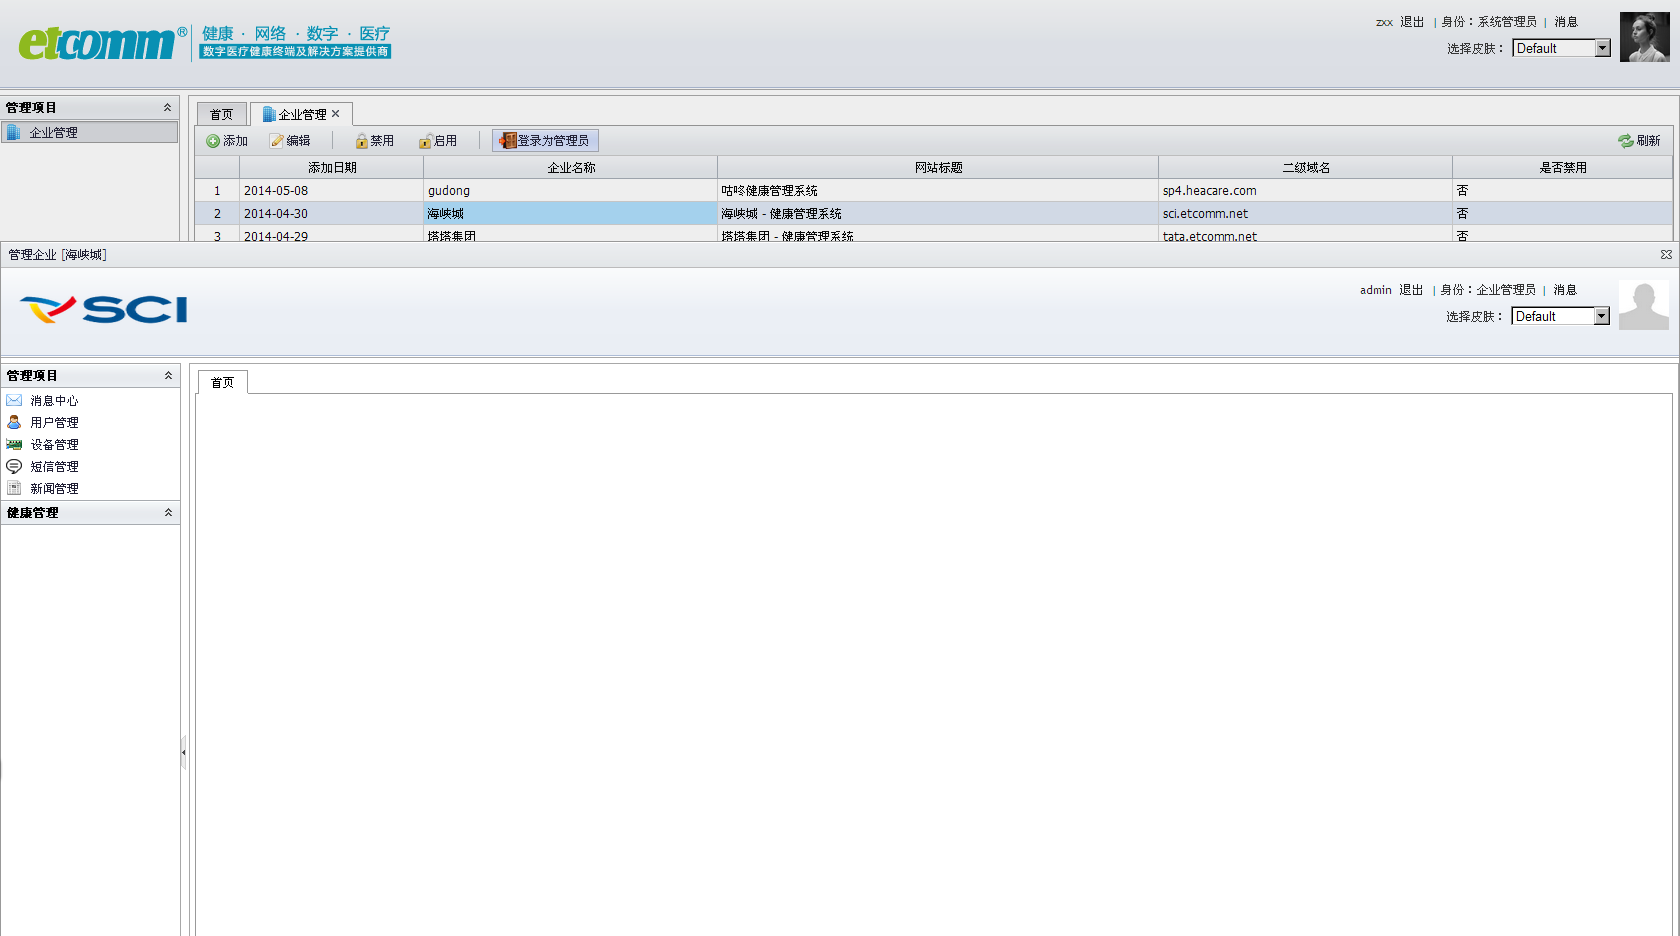 etcomm® 健康 · 网络 · 数字 · 医疗
数字医疗健康终端及解决方案提供商
zxx 退出 | 身份：系统管理员 | 消息
选择皮肤： Default
管理项目
企业管理
首页 企业管理
添加 编辑 禁用 启用 登录为管理员 刷新
添加日期 企业名称 网站标题 二级域名 是否禁用
1 2014-05-08 gudong 咕咚健康管理系统 sp4.heacare.com 否
2 2014-04-30 海峡城 海峡城 - 健康管理系统 sci.etcomm.net 否
3 2014-04-29 塔塔集团 塔塔集团 - 健康管理系统 tata.etcomm.net 否
管理企业 [海峡城]
SCI
admin 退出 | 身份：企业管理员 | 消息
选择皮肤： Default
管理项目
首页
消息中心
用户管理
设备管理
短信管理
新闻管理
健康管理